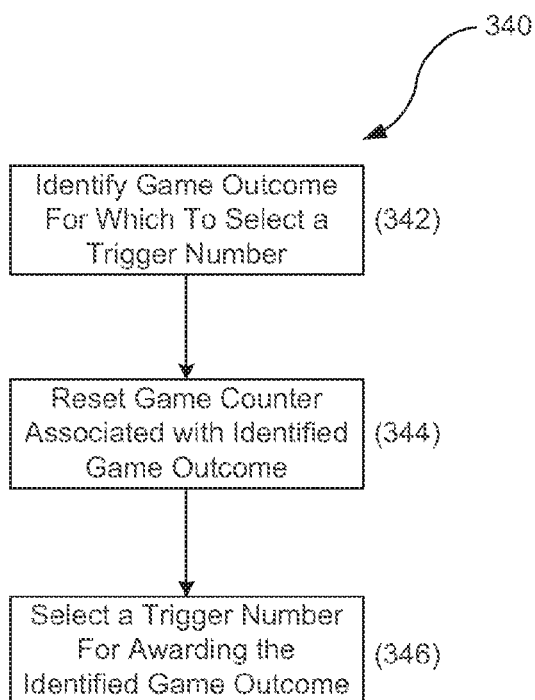 340
Identify Game Outcome
For Which To Select a
Trigger Number
(342)
Reset Game Counter
Associated with Identified
Game Outcome
(344)
Select a Trigger Number
For Awarding the
Identified Game Outcome
(346)